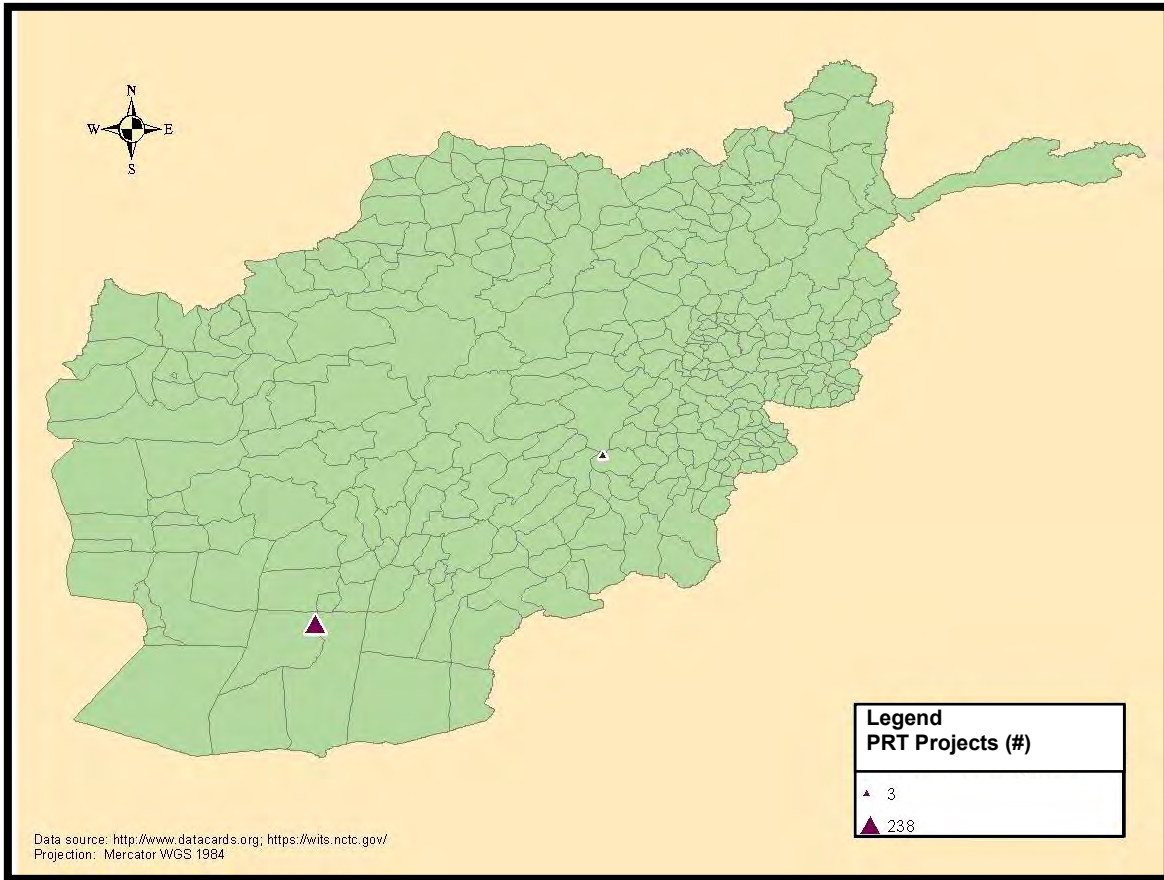 N
W E
S
Legend
PRT Projects (#)
3
238
Data source: http://www.datacards.org; https://wits.nctc.gov/
Projection: Mercator WGS 1984